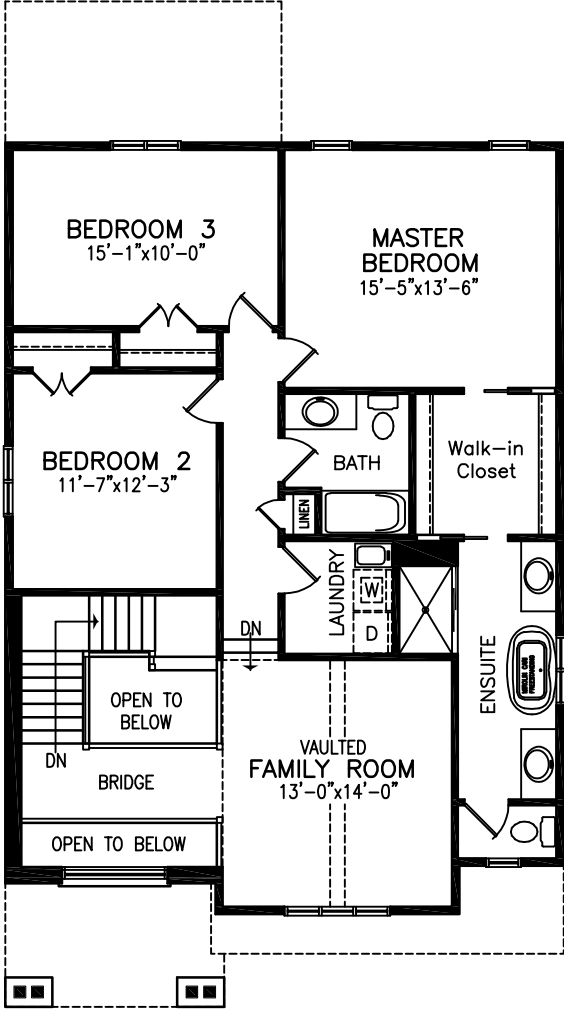 BEDROOM 3
15'-1"x10'-0"
MASTER
BEDROOM
15'-5"x13'-6"
BEDROOM 2
11'-7"x12'-3"
BATH
Walk-in
Closet
LINEN
LAUNDRY
W
D
DN
ENSUITE
OPEN TO
BELOW
DN
BRIDGE
VAULTED
FAMILY ROOM
13'-0"x14'-0"
OPEN TO BELOW